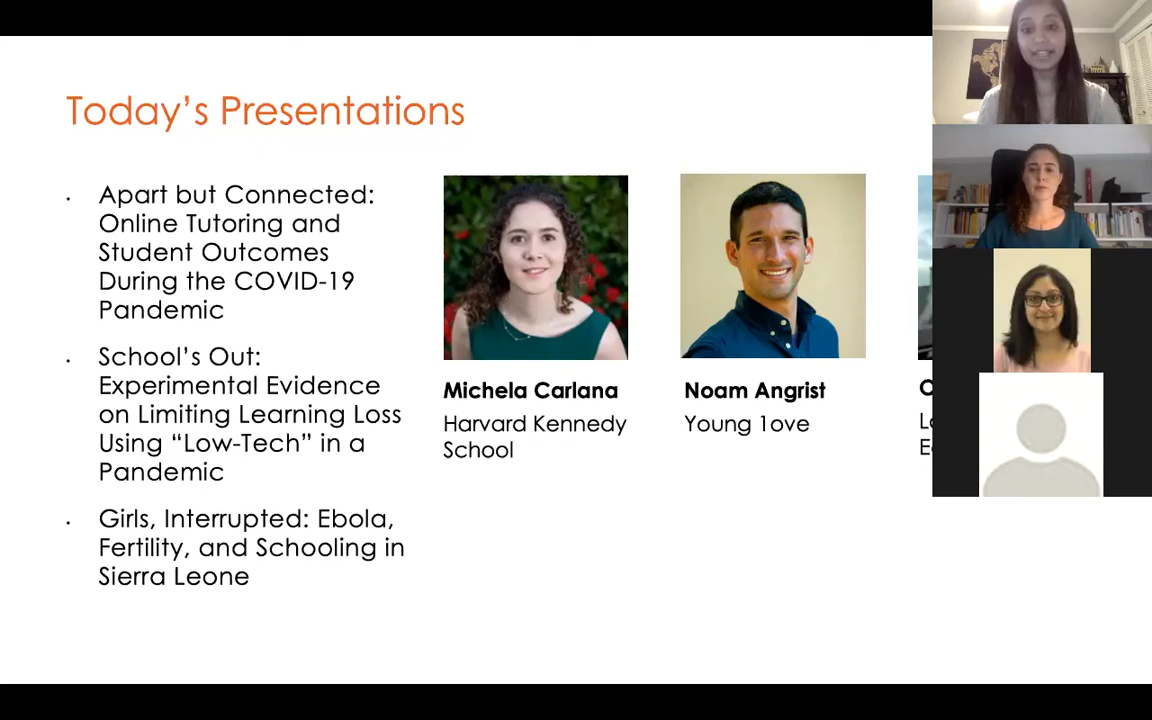 Today’s Presentations
Apart but Connected:
Online Tutoring and
Student Outcomes
During the COVID-19
Pandemic
School’s Out:
Experimental Evidence
on Limiting Learning Loss
Using “Low-Tech” in a
Pandemic
Girls, Interrupted: Ebola,
Fertility, and Schooling in
Sierra Leone
Michela Carlana
Harvard Kennedy
School
Noam Angrist
Young 1ove